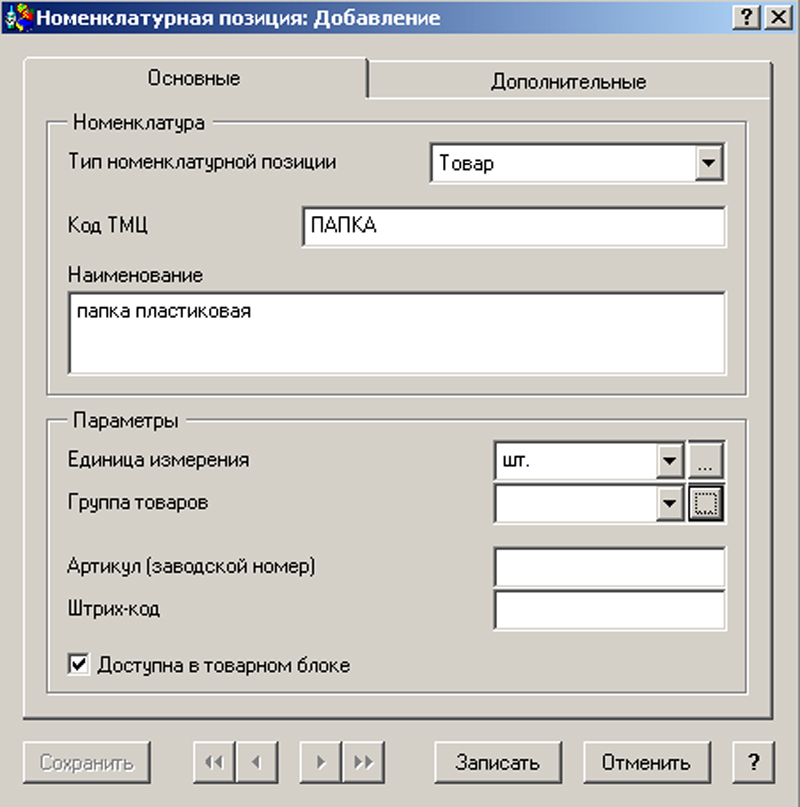 Номенклатурная позиция: Добавление
Основные
Дополнительные
Номенклатура
Тип номенклатурной позиции
Товар
Код ТМЦ
ПАПКА
Наименование
папка пластиковая
Параметры
Единица измерения
шт.
...
Группа товаров
Артикул (заводской номер)
Штрих-код
Доступна в товарном блоке
Сохранить
Записать
Отменить
?